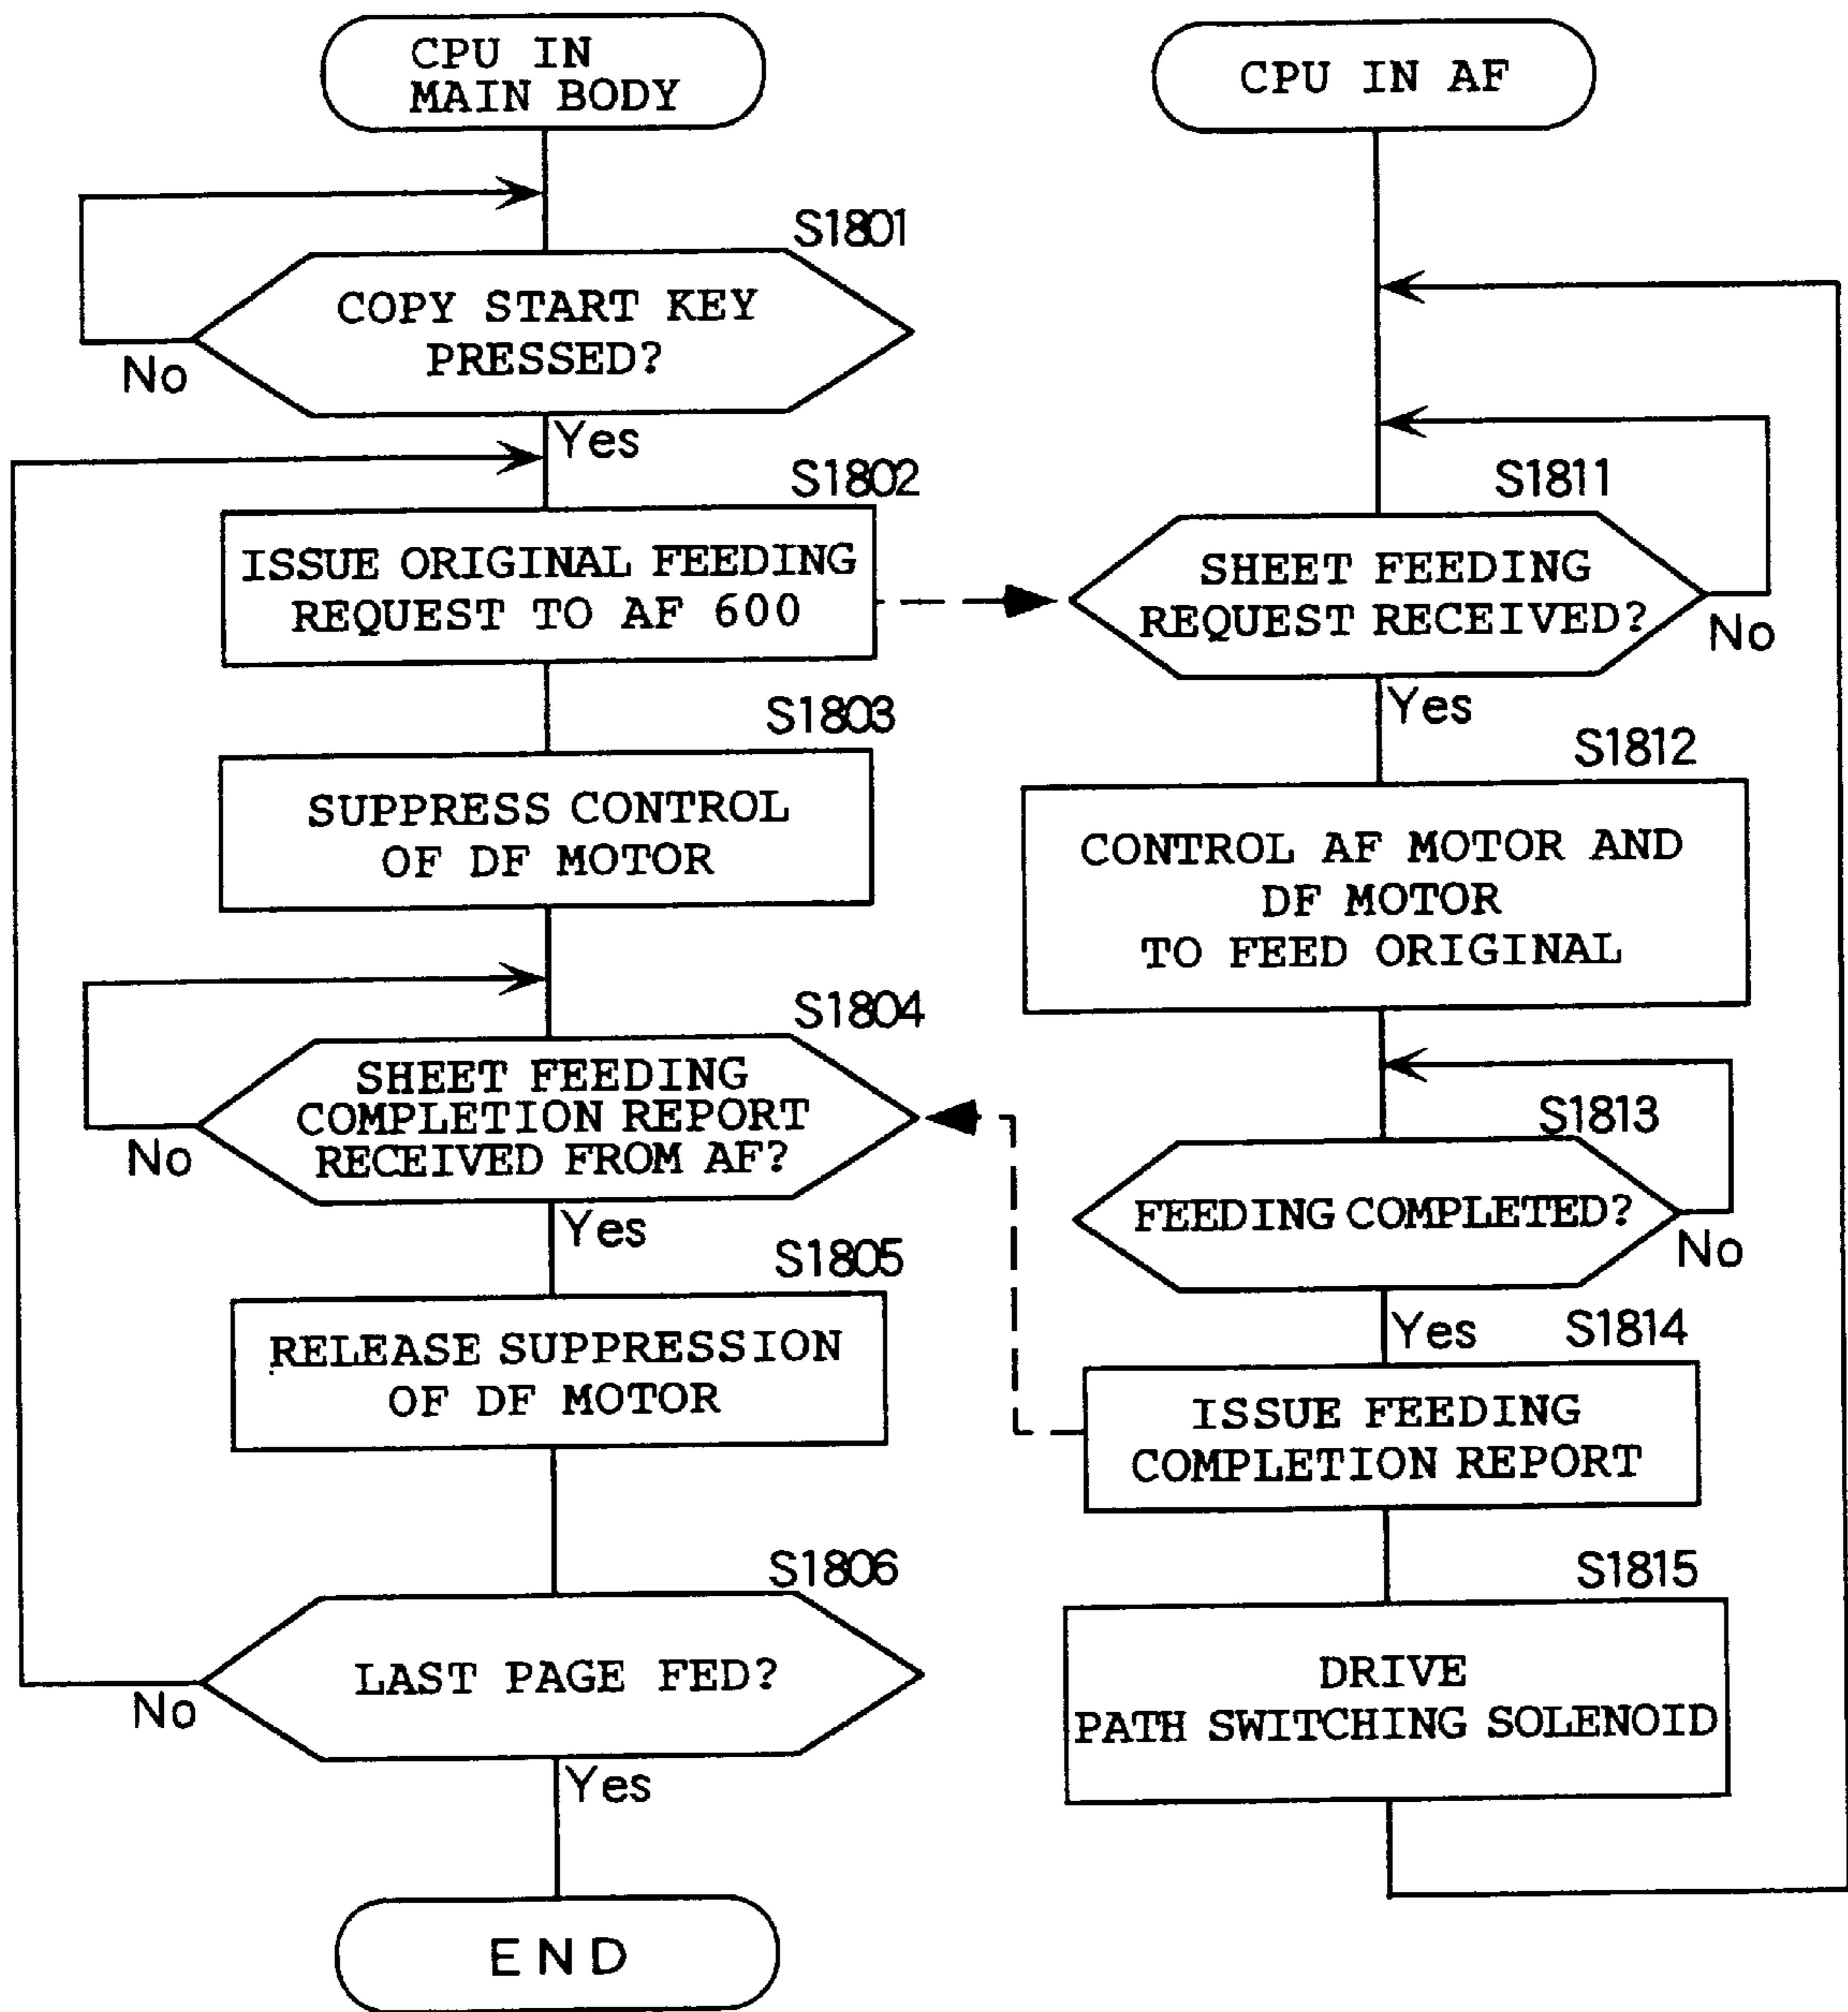 CPU IN
MAIN BODY
S1801
COPY START KEY
PRESSED?
No
Yes
S1802
ISSUE ORIGINAL FEEDING
REQUEST TO AF 600
S1803
SUPPRESS CONTROL
OF DF MOTOR
S1804
SHEET FEEDING
COMPLETION REPORT
RECEIVED FROM AF?
No
Yes
S1805
RELEASE SUPPRESSION
OF DF MOTOR
S1806
LAST PAGE FED?
No
Yes
END
CPU IN AF
S1811
SHEET FEEDING
REQUEST RECEIVED?
No
Yes
S1812
CONTROL AF MOTOR AND
DF MOTOR
TO FEED ORIGINAL
S1813
FEEDING COMPLETED?
No
Yes
S1814
ISSUE FEEDING
COMPLETION REPORT
S1815
DRIVE
PATH SWITCHING SOLENOID